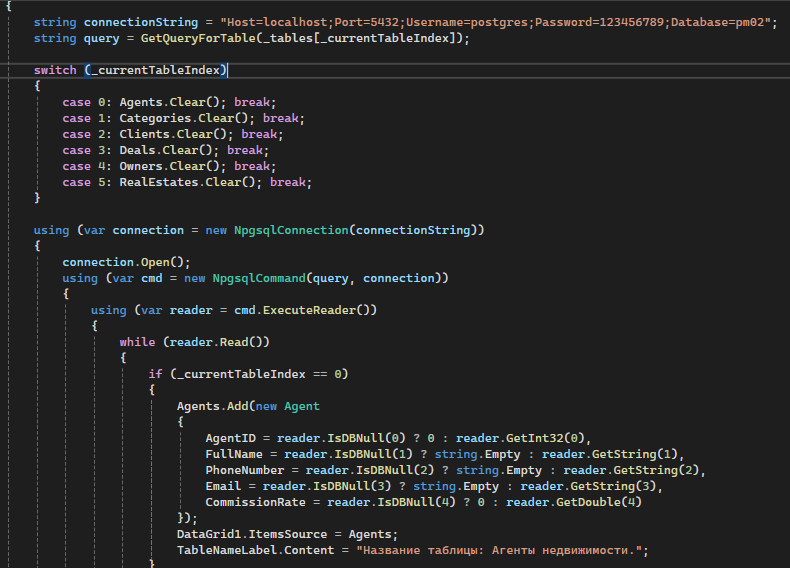 {
string connectionString = "Host=localhost;Port=5432;Username=postgres;Password=123456789;Database=pm02";
string query = GetQueryForTable(_tables[_currentTableIndex]);
switch (_currentTableIndex)
{
case 0: Agents.Clear(); break;
case 1: Categories.Clear(); break;
case 2: Clients.Clear(); break;
case 3: Deals.Clear(); break;
case 4: Owners.Clear(); break;
case 5: RealEstates.Clear(); break;
}
using (var connection = new NpgsqlConnection(connectionString))
{
connection.Open();
using (var cmd = new NpgsqlCommand(query, connection))
{
using (var reader = cmd.ExecuteReader())
{
while (reader.Read())
{
if (_currentTableIndex == 0)
{
Agents.Add(new Agent
{
AgentID = reader.IsDBNull(0) ? 0 : reader.GetInt32(0),
FullName = reader.IsDBNull(1) ? string.Empty : reader.GetString(1),
PhoneNumber = reader.IsDBNull(2) ? string.Empty : reader.GetString(2),
Email = reader.IsDBNull(3) ? string.Empty : reader.GetString(3),
CommissionRate = reader.IsDBNull(4) ? 0 : reader.GetDouble(4)
});
DataGrid1.ItemsSource = Agents;
TableNameLabel.Content = "Название таблицы: Агенты недвижимости.";
}